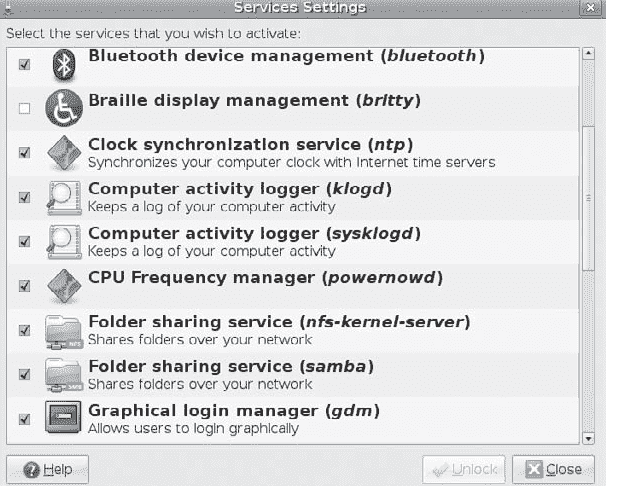 Services Settings
Select the services that you wish to activate:
Bluetooth device management (bluetooth)
Braille display management (britty)
Clock synchronization service (ntp)
Synchronizes your computer clock with Internet time servers
Computer activity logger (klogd)
Keeps a log of your computer activity
Computer activity logger (sysklogd)
Keeps a log of your computer activity
CPU Frequency manager (powernowd)
Folder sharing service (nfs-kernel-server)
Shares folders over your network
Folder sharing service (samba)
Shares folders over your network
Graphical login manager (gdm)
Allows users to login graphically
Help
Unlock
Close